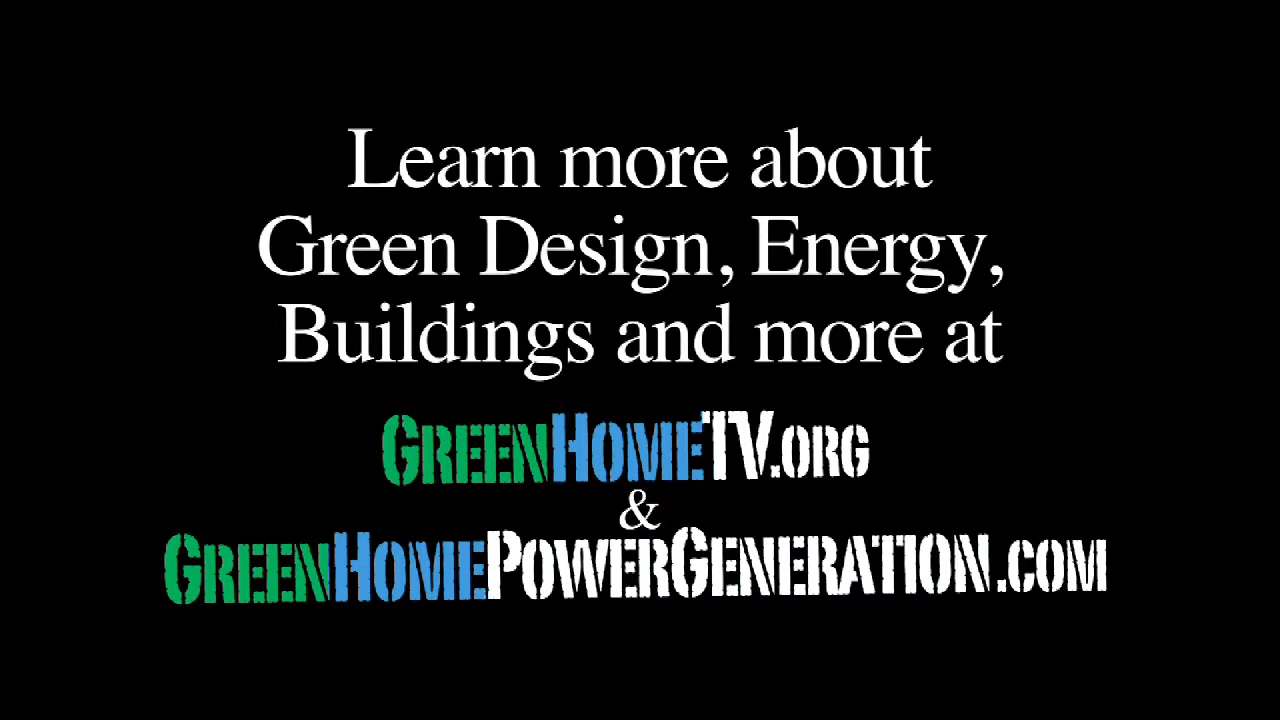 Learn more about
Green Design, Energy,
Buildings and more at
GREENHOMETV.ORG
&
GREENHOMEPOWERGENERATION.COM